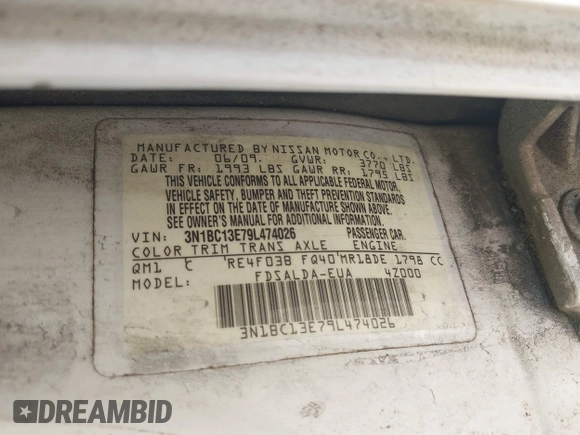 MANUFACTURED BY NISSAN MOTOR CO., LTD.
DATE: 06/09. GVWR: 3770 LBS
GAWR FR: 1993 LBS GAWR RR: 1795 LBS
THIS VEHICLE CONFORMS TO ALL APPLICABLE FEDERAL MOTOR
VEHICLE SAFETY, BUMPER AND THEFT PREVENTION STANDARDS
IN EFFECT ON THE DATE OF MANUFACTURE SHOWN ABOVE.
SEE OWNER'S MANUAL FOR ADDITIONAL INFORMATION.
VIN: 3N1BC13E79L474026 PASSENGER CAR
COLOR TRIM TRANS AXLE ENGINE
QM1 C 'RE4F03B FQ40'MR18DE 1798 CC
MODEL: FDSALDA-EUA 4Z000
3N1BC13E79L474026
DREAMBID